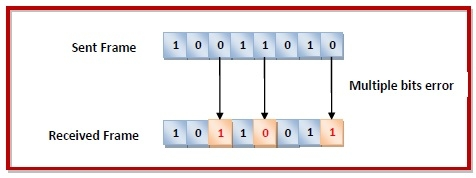 Sent Frame 1 0 0 1 1 0 1 0
Multiple bits error
Received Frame 1 0 1 1 0 0 1 1